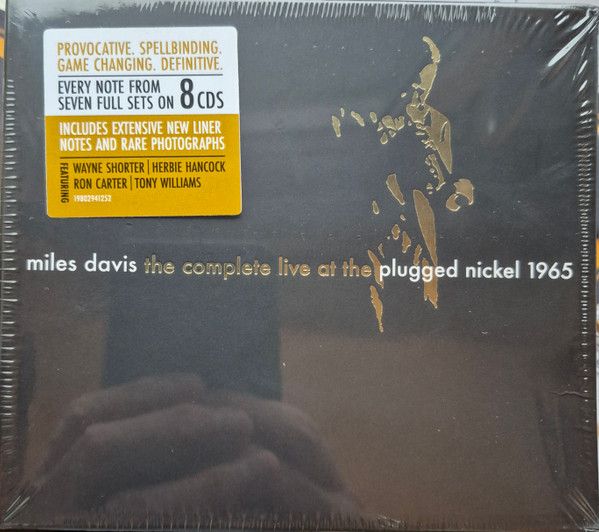 PROVOCATIVE. SPELLBINDING.
GAME CHANGING. DEFINITIVE.
EVERY NOTE FROM
SEVEN FULL SETS ON 8 CDS
INCLUDES EXTENSIVE NEW LINER
NOTES AND RARE PHOTOGRAPHS
FEATURING
WAYNE SHORTER | HERBIE HANCOCK
RON CARTER | TONY WILLIAMS
19802941252
miles davis the complete live at the plugged nickel 1965